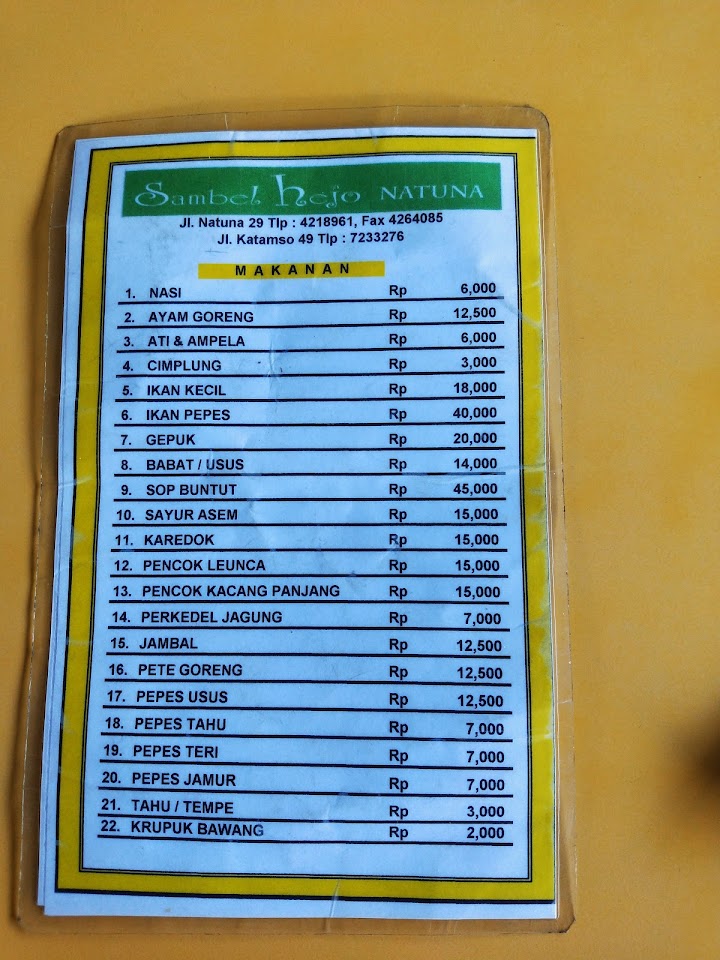 Sambel Hejo NATUNA
Jl. Natuna 29 Tlp : 4218961, Fax 4264085
Jl. Katamso 49 Tlp : 7233276
MAKANAN
1. NASI Rp 6,000
2. AYAM GORENG Rp 12,500
3. ATI & AMPELA Rp 6,000
4. CIMPLUNG Rp 3,000
5. IKAN KECIL Rp 18,000
6. IKAN PEPES Rp 40,000
7. GEPUK Rp 20,000
8. BABAT / USUS Rp 14,000
9. SOP BUNTUT Rp 45,000
10. SAYUR ASEM Rp 15,000
11. KAREDOK Rp 15,000
12. PENCOK LEUNCA Rp 15,000
13. PENCOK KACANG PANJANG Rp 15,000
14. PERKEDEL JAGUNG Rp 7,000
15. JAMBAL Rp 12,500
16. PETE GORENG Rp 12,500
17. PEPES USUS Rp 12,500
18. PEPES TAHU Rp 7,000
19. PEPES TERI Rp 7,000
20. PEPES JAMUR Rp 7,000
21. TAHU / TEMPE Rp 3,000
22. KRUPUK BAWANG Rp 2,000